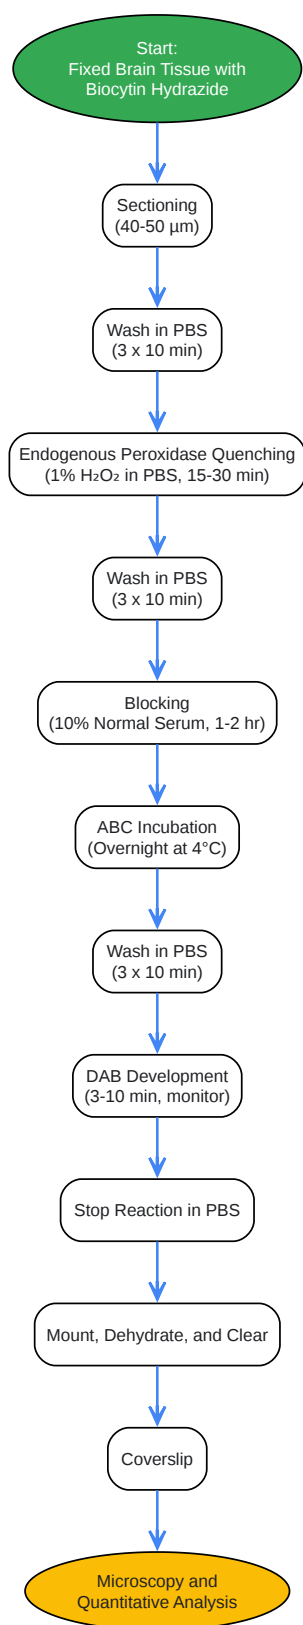 Start:
Fixed Brain Tissue with
Biocytin Hydrazide
Sectioning
(40-50 µm)
Wash in PBS
(3 x 10 min)
Endogenous Peroxidase Quenching
(1% H₂O₂ in PBS, 15-30 min)
Wash in PBS
(3 x 10 min)
Blocking
(10% Normal Serum, 1-2 hr)
ABC Incubation
(Overnight at 4°C)
Wash in PBS
(3 x 10 min)
DAB Development
(3-10 min, monitor)
Stop Reaction in PBS
Mount, Dehydrate, and Clear
Coverslip
Microscopy and
Quantitative Analysis